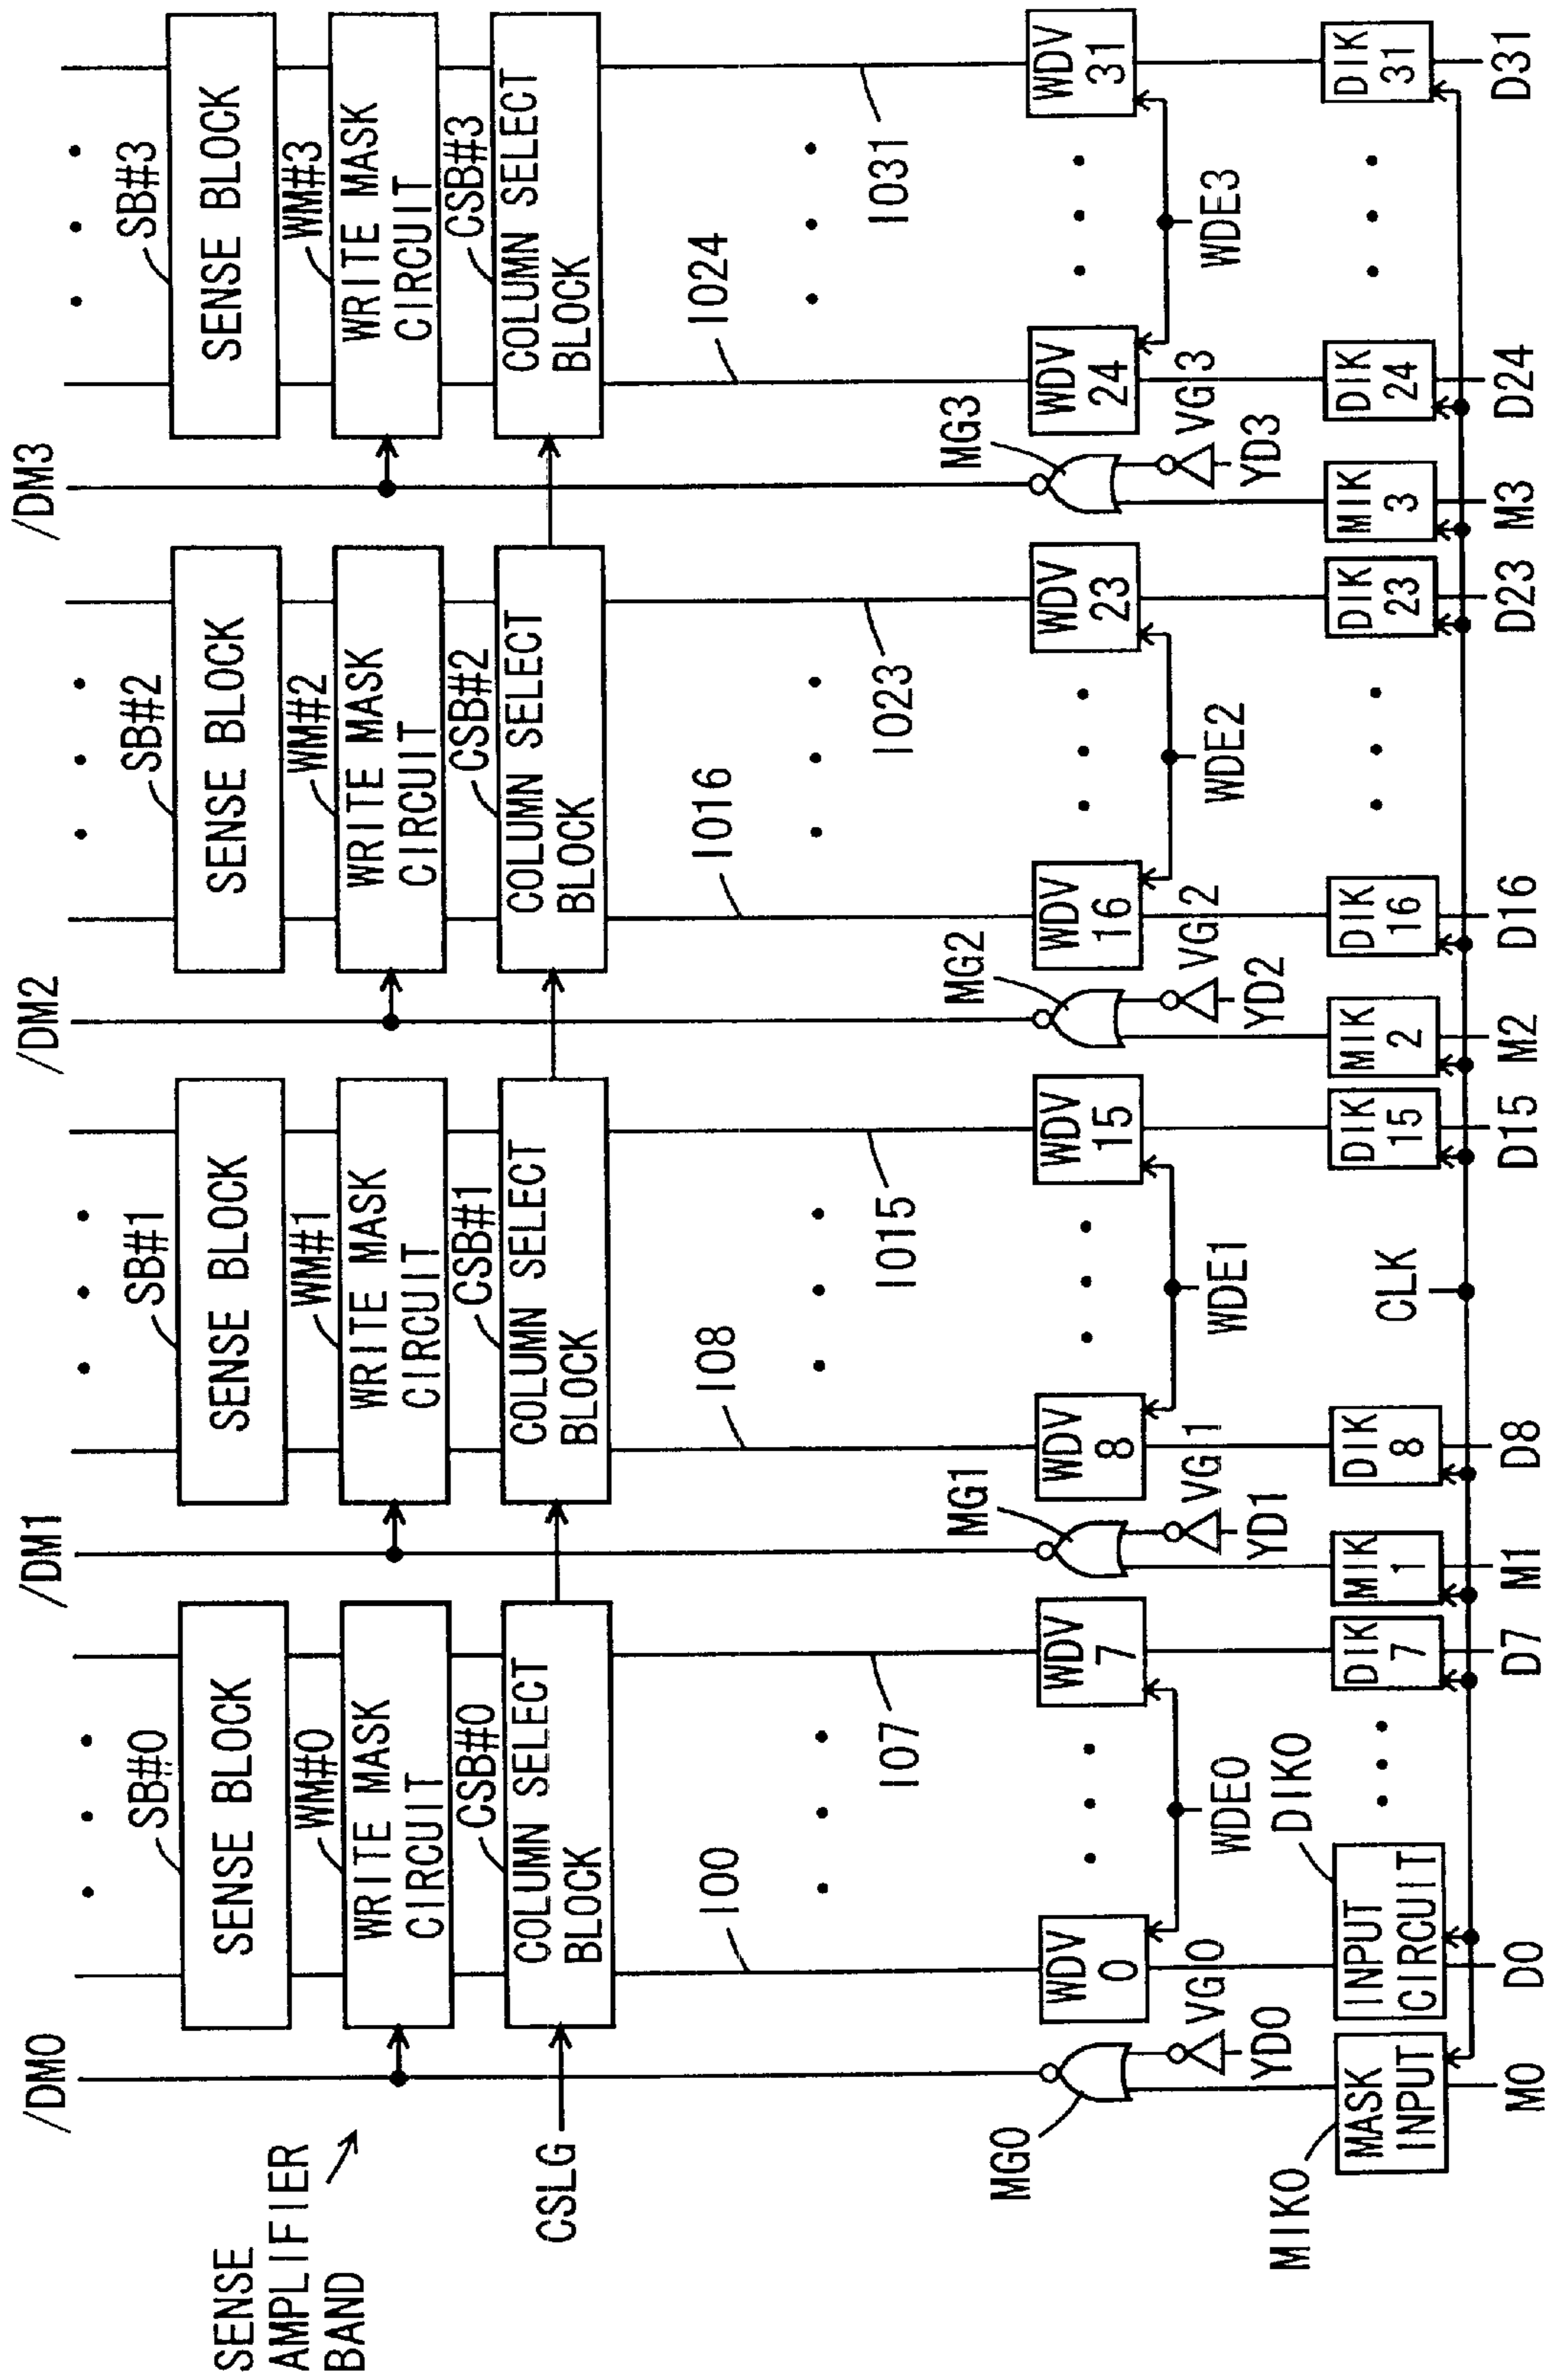 /DM0
/DM1
/DM2
/DM3
SENSE
AMPLIFIER
BAND
SB#0
SB#1
SB#2
SB#3
SENSE BLOCK
SENSE BLOCK
SENSE BLOCK
SENSE BLOCK
WM#0
WM#1
WM#2
WM#3
WRITE MASK
CIRCUIT
WRITE MASK
CIRCUIT
WRITE MASK
CIRCUIT
WRITE MASK
CIRCUIT
CSB#0
CSB#1
CSB#2
CSB#3
CSLG
COLUMN SELECT
BLOCK
COLUMN SELECT
BLOCK
COLUMN SELECT
BLOCK
COLUMN SELECT
BLOCK
IO0
IO8
IO16
IO24
IO7
IO15
IO23
IO31
MG0
MG1
MG2
MG3
WDV
0
WDV
7
WDV
8
WDV
15
WDV
16
WDV
23
WDV
24
WDV
31
VG0
VG1
VG2
VG3
YD0
YD1
YD2
YD3
WDE0
WDE1
WDE2
WDE3
MIK0
DIK0
MASK
INPUT
INPUT
CIRCUIT
DIK
7
MIK
1
DIK
8
CLK
DIK
15
MIK
2
DIK
16
DIK
23
MIK
3
DIK
24
DIK
31
M0
D0
D7
M1
D8
D15
M2
D16
D23
M3
D24
D31